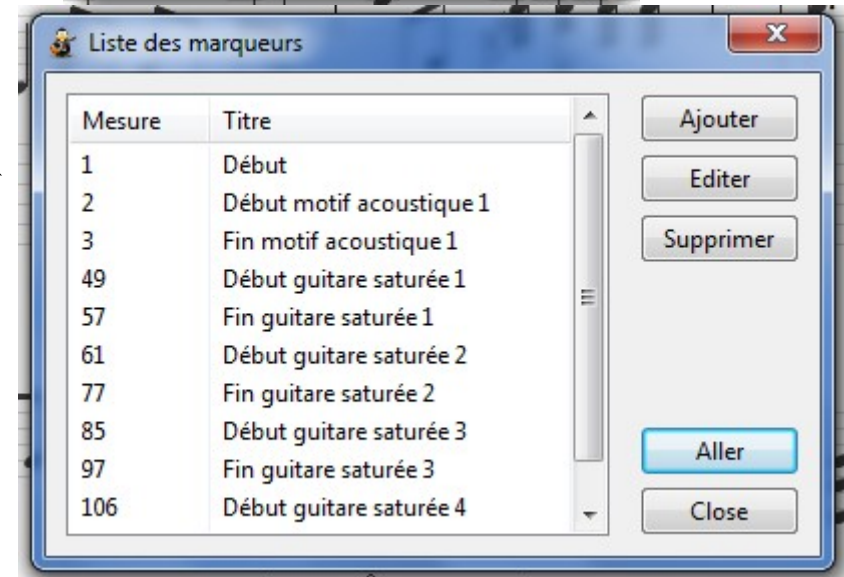 Liste des marqueurs
Mesure Titre
1 Début
2 Début motif acoustique 1
3 Fin motif acoustique 1
49 Début guitare saturée 1
57 Fin guitare saturée 1
61 Début guitare saturée 2
77 Fin guitare saturée 2
85 Début guitare saturée 3
97 Fin guitare saturée 3
106 Début guitare saturée 4
Ajouter
Editer
Supprimer
Aller
Close